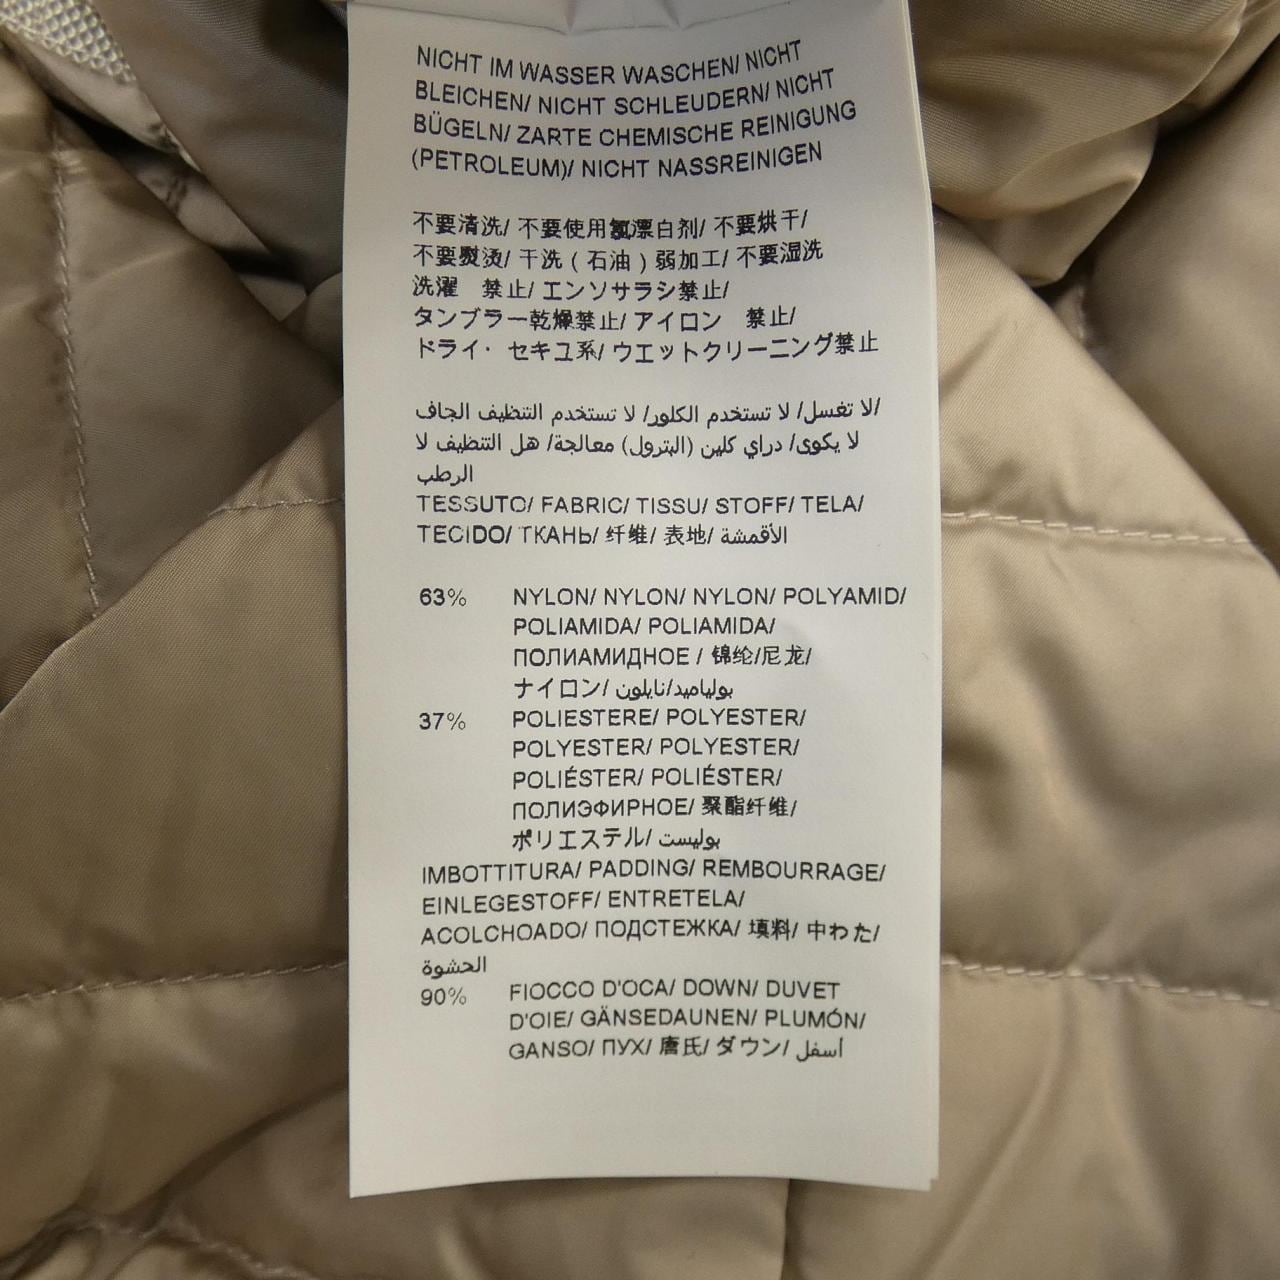 NICHT IM WASSER WASCHEN/ NICHT
BLEICHEN/ NICHT SCHLEUDERN/ NICHT
BÜGELN/ ZARTE CHEMISCHE REINIGUNG
(PETROLEUM)/ NICHT NASSREINIGEN
不要清洗/ 不要使用氯漂白剂/ 不要烘干/
不要熨烫/ 干洗 ( 石油 ) 弱加工/ 不要湿洗
洗濯　禁止/ エンソサラシ禁止/
タンブラー乾燥禁止/ アイロン　禁止/
ドライ・ セキユ系/ ウエットクリーニング禁止
لا تغسل/ لا تستخدم الكلور/ لا تستخدم التنظيف الجاف/
لا يكوى/ دراي كلين (البترول) معالجة/ هل التنظيف لا
الرطب
TESSUTO/ FABRIC/ TISSU/ STOFF/ TELA/
TECIDO/ ТКАНЬ/ 纤维/ 表地/ الأقمشة
63% NYLON/ NYLON/ NYLON/ POLYAMID/
POLIAMIDA/ POLIAMIDA/
ПОЛИАМИДНОЕ / 锦纶/尼龙/
ナイロン/ بولياميد/نايلون
37% POLIESTERE/ POLYESTER/
POLYESTER/ POLYESTER/
POLIÉSTER/ POLIÉSTER/
ПОЛИЭФИРНОЕ/ 聚酯纤维/
ポリエステル/ بوليست
IMBOTTITURA/ PADDING/ REMBOURRAGE/
EINLEGESTOFF/ ENTRETELA/
ACOLCHOADO/ ПОДСТЕЖКА/ 填料/ 中わた/
الحشوة
90% FIOCCO D'OCA/ DOWN/ DUVET
D'OIE/ GÄNSEDAUNEN/ PLUMÓN/
GANSO/ ПУХ/ 唐氏/ ダウン/ أسفل